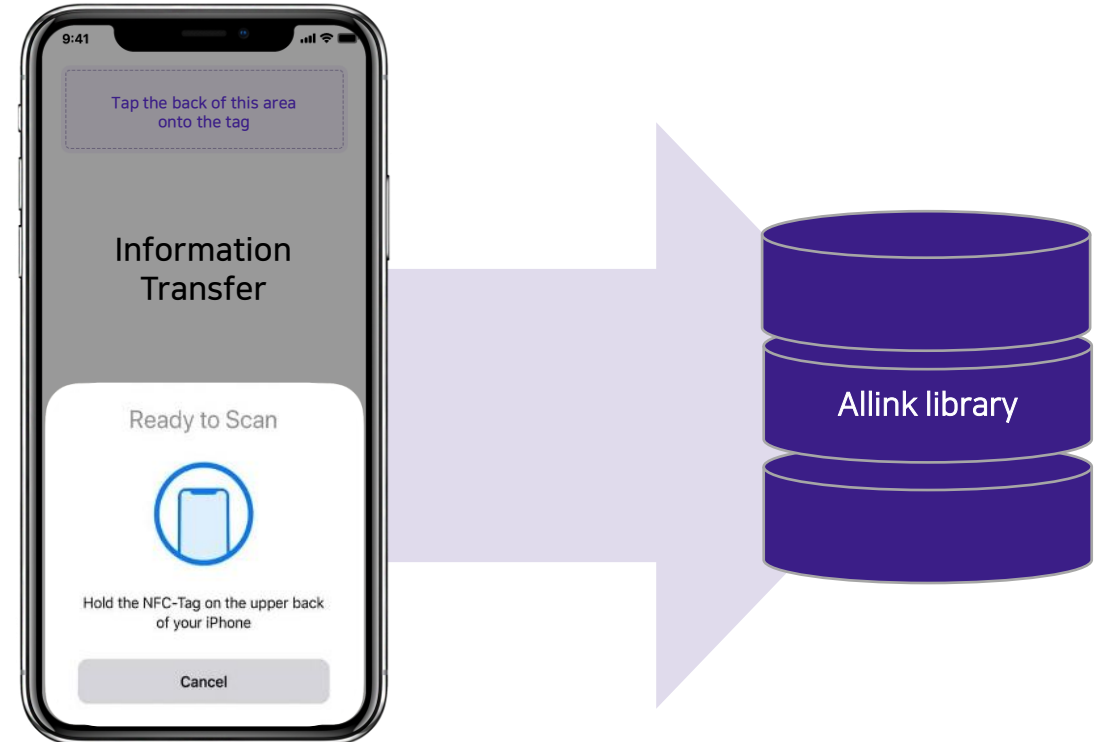 9:41
Tap the back of this area
onto the tag
Information
Transfer
Ready to Scan
Hold the NFC-Tag on the upper back
of your iPhone
Cancel
Allink library